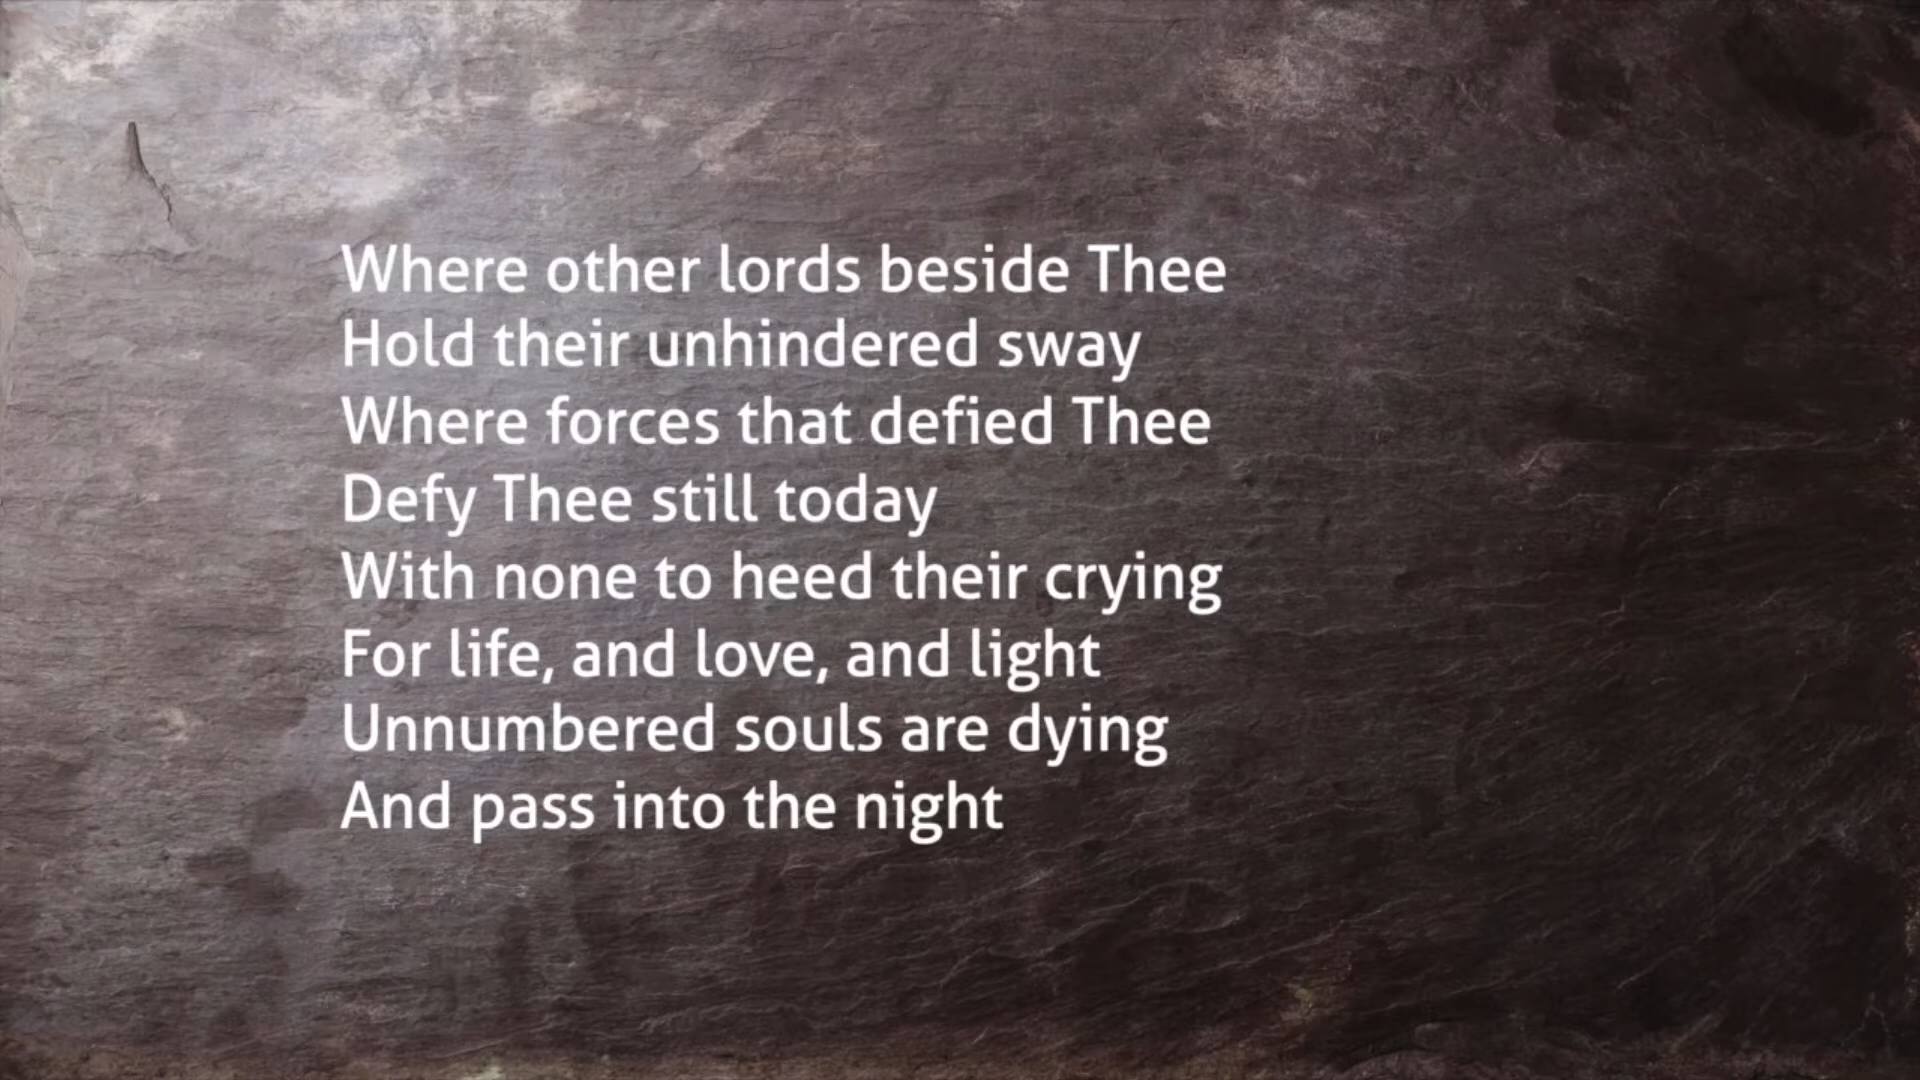 Where other lords beside Thee
Hold their unhindered sway
Where forces that defied Thee
Defy Thee still today
With none to heed their crying
For life, and love, and light
Unnumbered souls are dying
And pass into the night